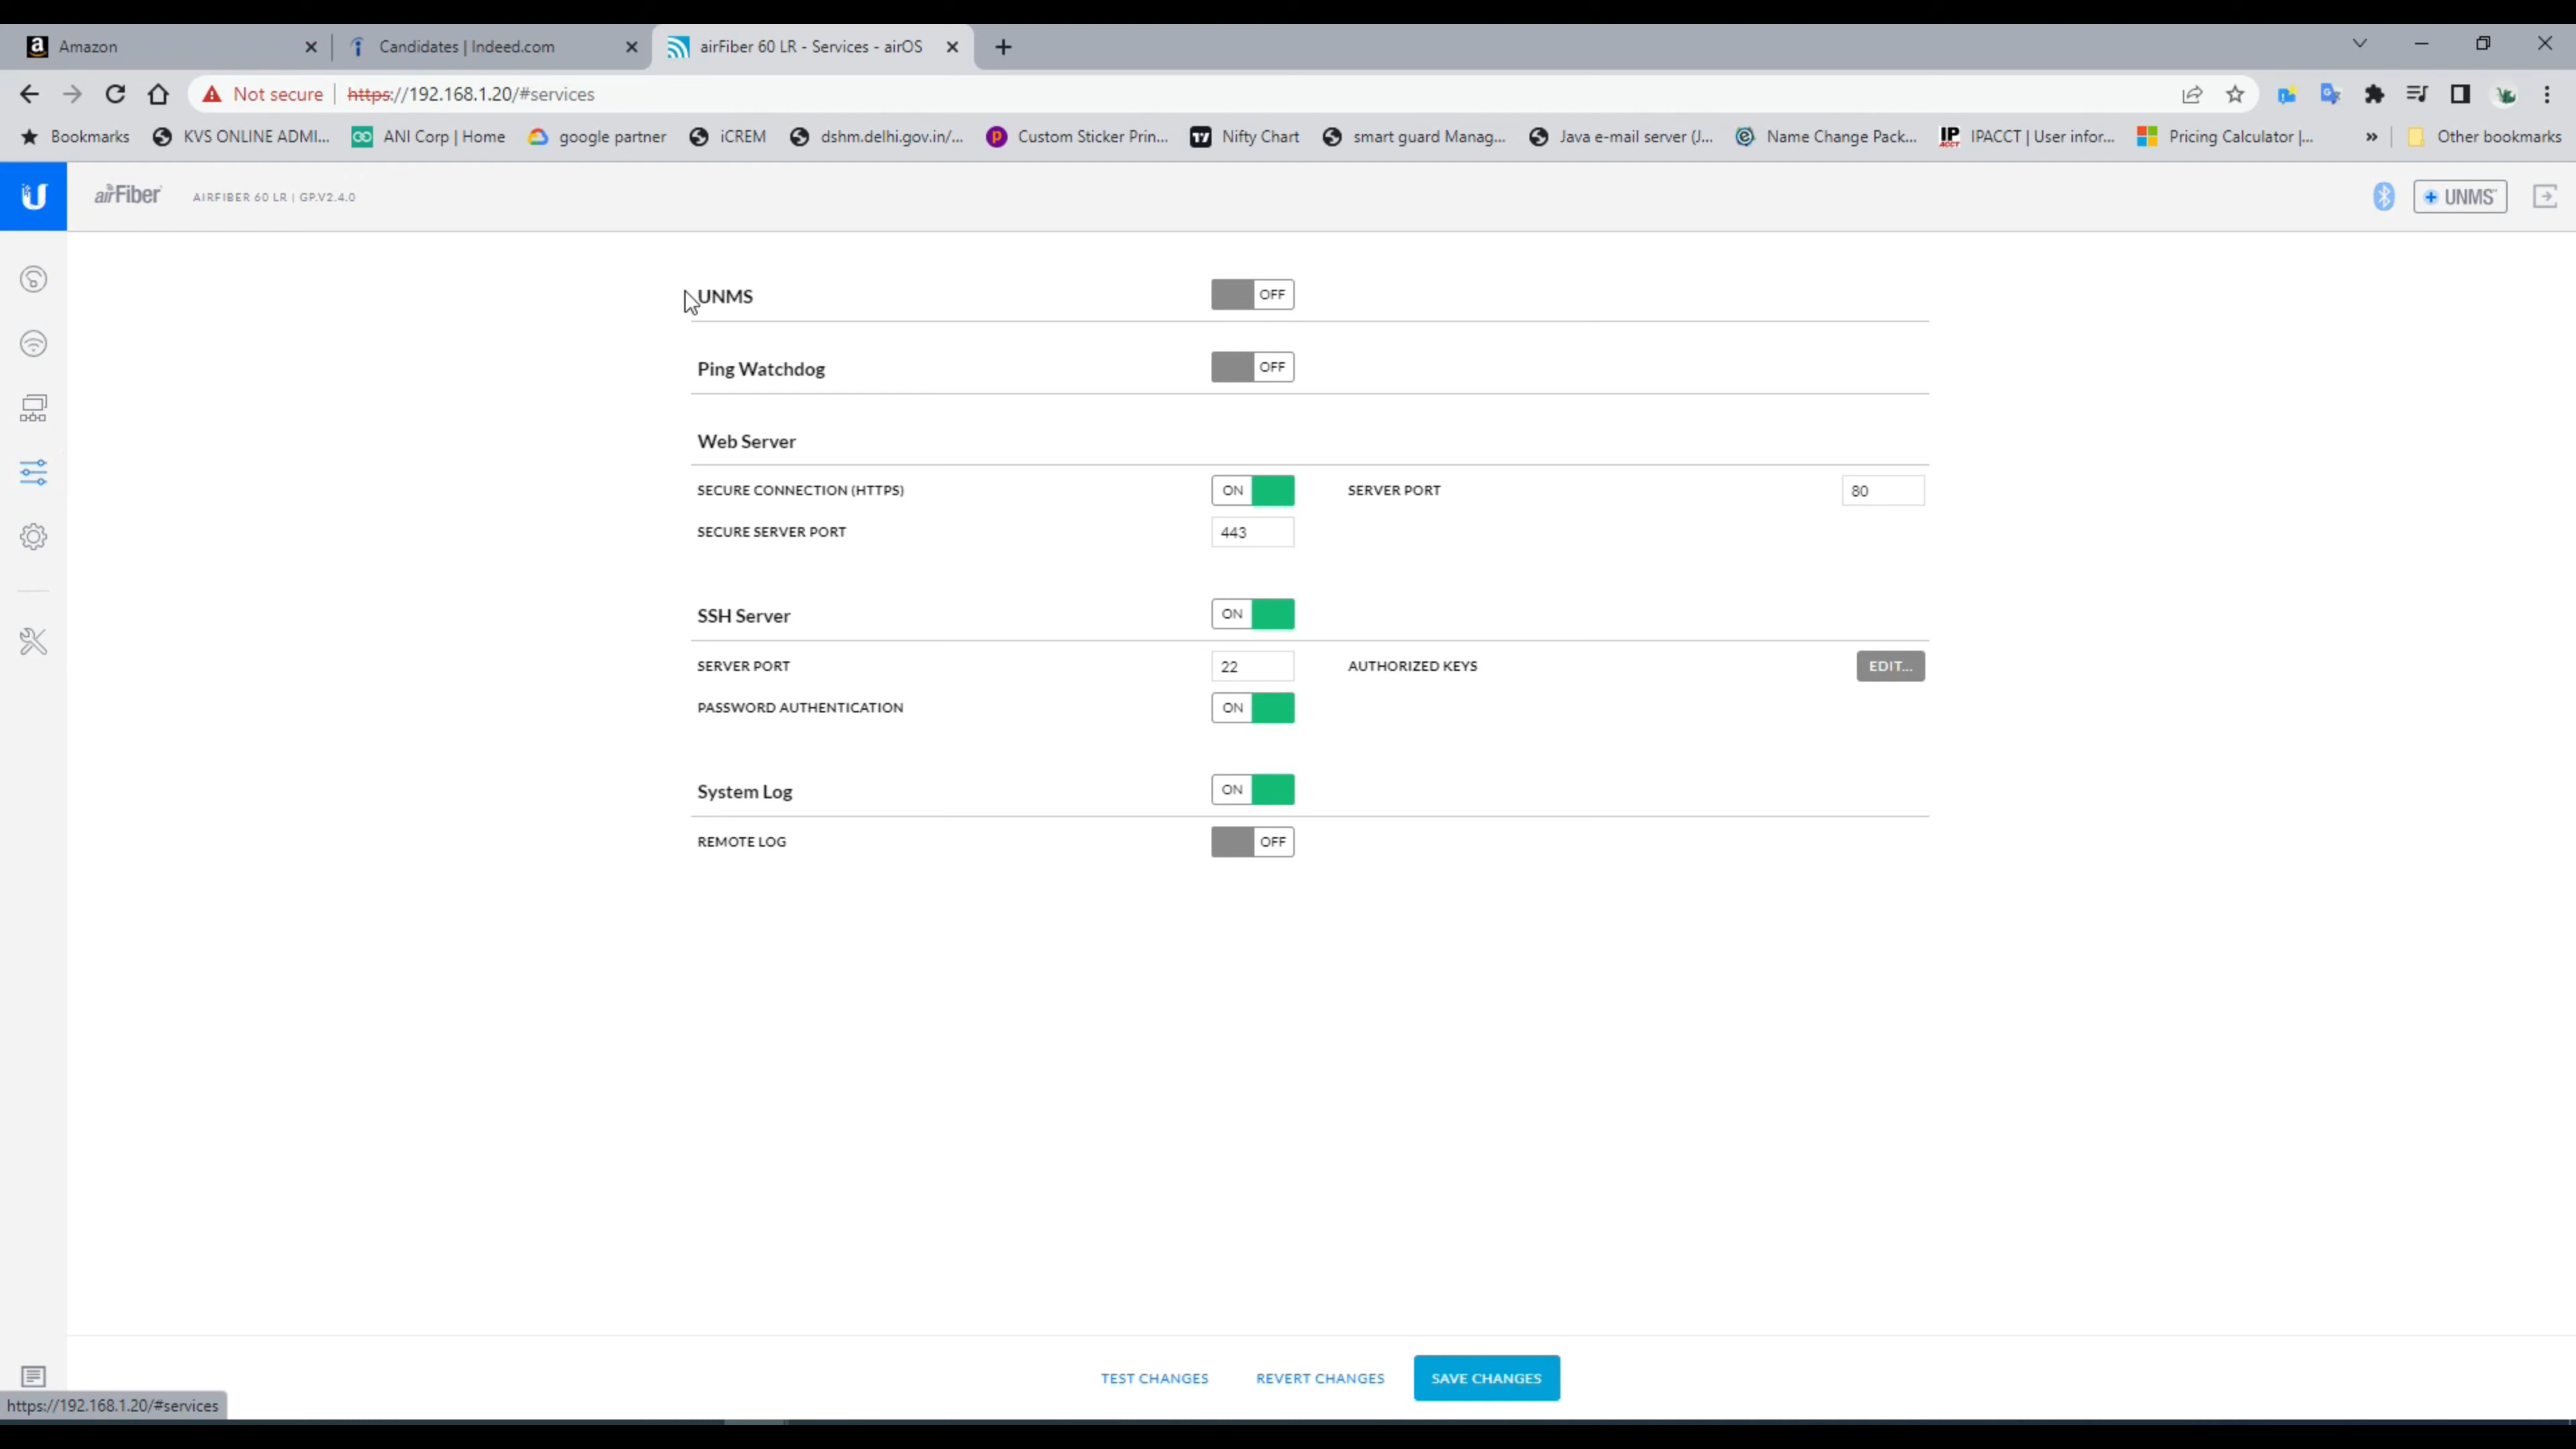 Amazon
Candidates | Indeed.com
airFiber 60 LR - Services - airOS
Not secure
https://192.168.1.20/#services
Bookmarks
KVS ONLINE ADMI...
ANI Corp | Home
google partner
iCREM
dshm.delhi.gov.in/...
Custom Sticker Prin...
Nifty Chart
smart guard Manag...
Java e-mail server (J...
Name Change Pack...
IPACCT | User infor...
Pricing Calculator |...
»
Other bookmarks
airFiber
AIRFIBER 60 LR | GP.V2.4.0
UNMS
UNMS
OFF
Ping Watchdog
OFF
Web Server
SECURE CONNECTION (HTTPS)
ON
SERVER PORT
80
SECURE SERVER PORT
443
SSH Server
ON
SERVER PORT
22
AUTHORIZED KEYS
EDIT...
PASSWORD AUTHENTICATION
ON
System Log
ON
REMOTE LOG
OFF
TEST CHANGES
REVERT CHANGES
SAVE CHANGES
https://192.168.1.20/#services